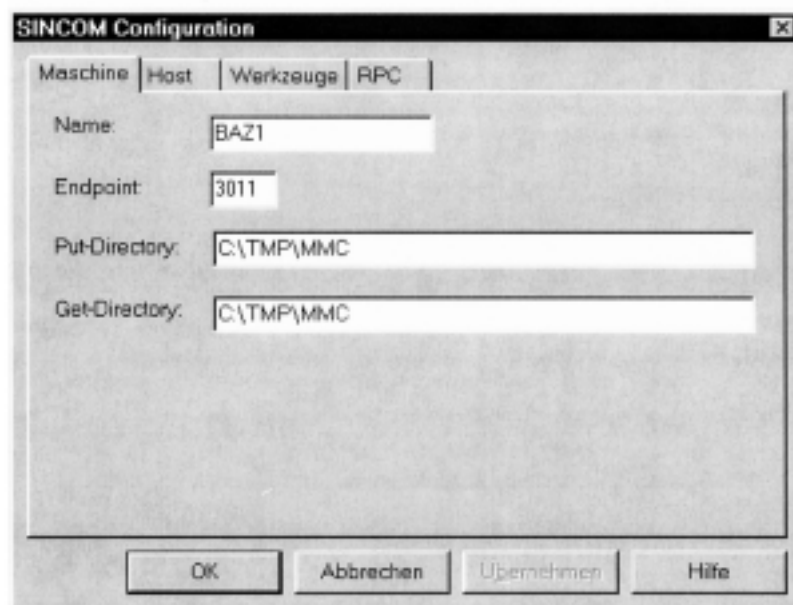 SINCOM Configuration
Maschine Host Werkzeuge RPC
Name: BAZ1
Endpoint: 3011
Put-Directory: C:\TMP\MMC
Get-Directory: C:\TMP\MMC
OK Abbrechen Übernehmen Hilfe